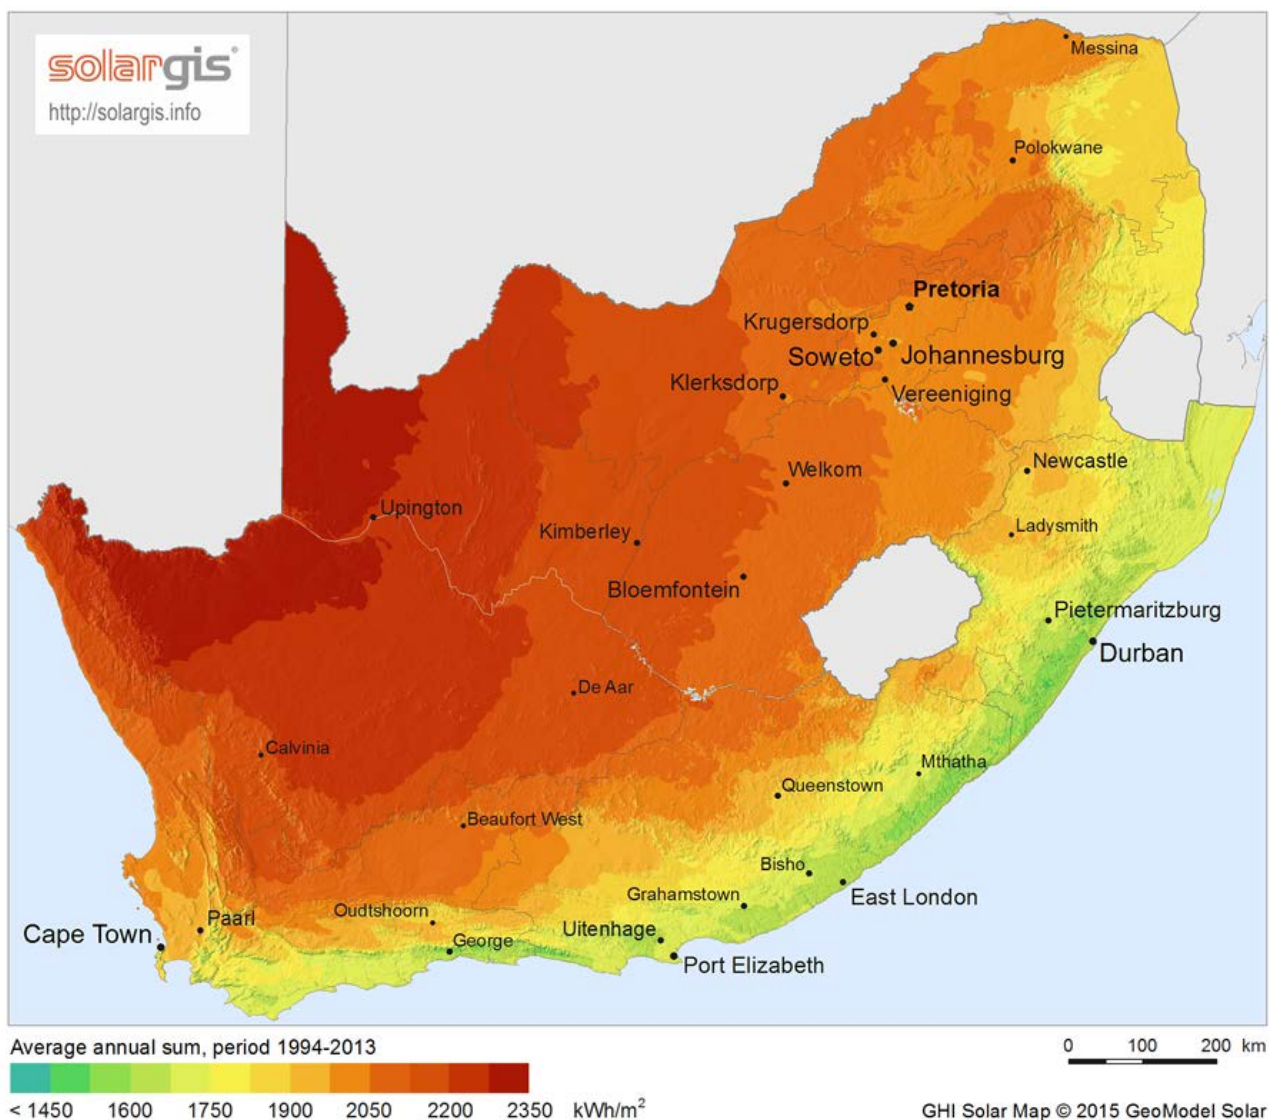 solargis®
http://solargis.info
Messina
Polokwane
Pretoria
Krugersdorp
Soweto
Johannesburg
Klerksdorp
Vereeniging
Welkom
Newcastle
Upington
Ladysmith
Kimberley
Bloemfontein
Pietermaritzburg
Durban
De Aar
Calvinia
Mthatha
Queenstown
Beaufort West
Bisho
East London
Grahamstown
Oudtshoorn
Paarl
Cape Town
George
Uitenhage
Port Elizabeth
Average annual sum, period 1994-2013
0 100 200 km
< 1450 1600 1750 1900 2050 2200 2350 kWh/m²
GHI Solar Map © 2015 GeoModel Solar